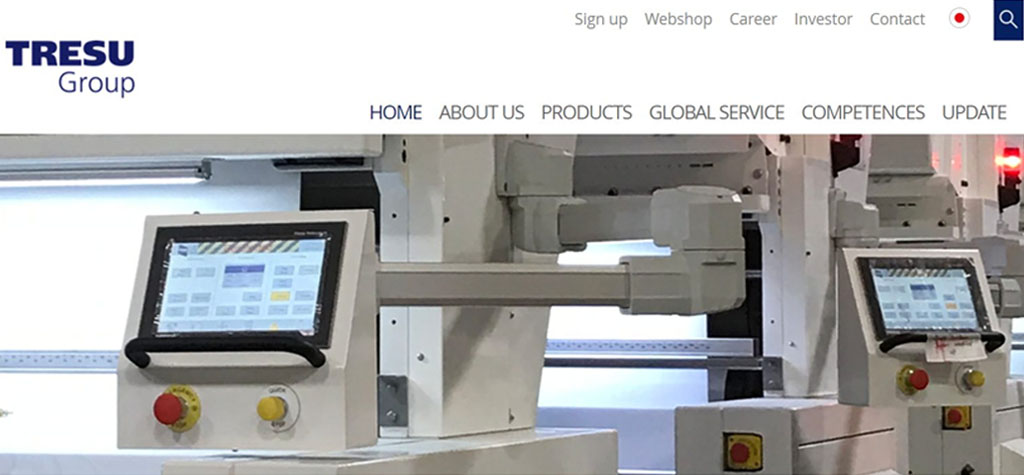 Sign up Webshop Career Investor Contact
TRESU
Group
HOME ABOUT US PRODUCTS GLOBAL SERVICE COMPETENCES UPDATE